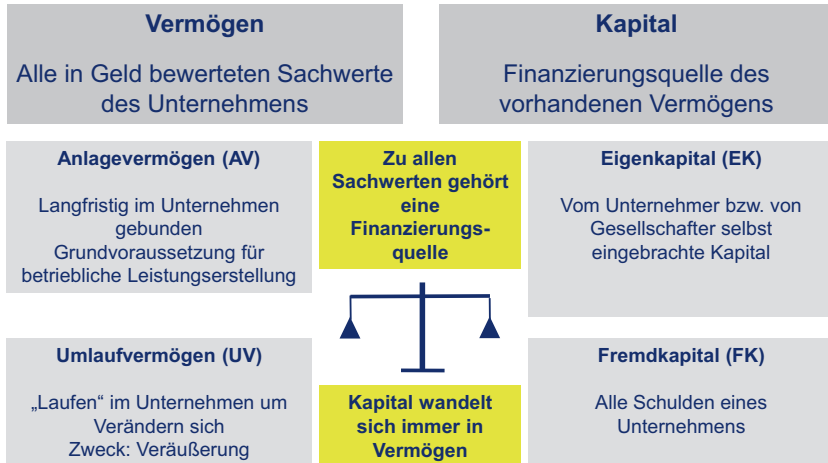 Vermögen
Alle in Geld bewerteten Sachwerte
des Unternehmens
Kapital
Finanzierungsquelle des
vorhandenen Vermögens
Anlagevermögen (AV)
Langfristig im Unternehmen
gebunden
Grundvoraussetzung für
betriebliche Leistungserstellung
Zu allen
Sachwerten gehört
eine
Finanzierungs-
quelle
Eigenkapital (EK)
Vom Unternehmer bzw. von
Gesellschafter selbst
eingebrachte Kapital
Umlaufvermögen (UV)
„Laufen“ im Unternehmen um
Verändern sich
Zweck: Veräußerung
Kapital wandelt
sich immer in
Vermögen
Fremdkapital (FK)
Alle Schulden eines
Unternehmens